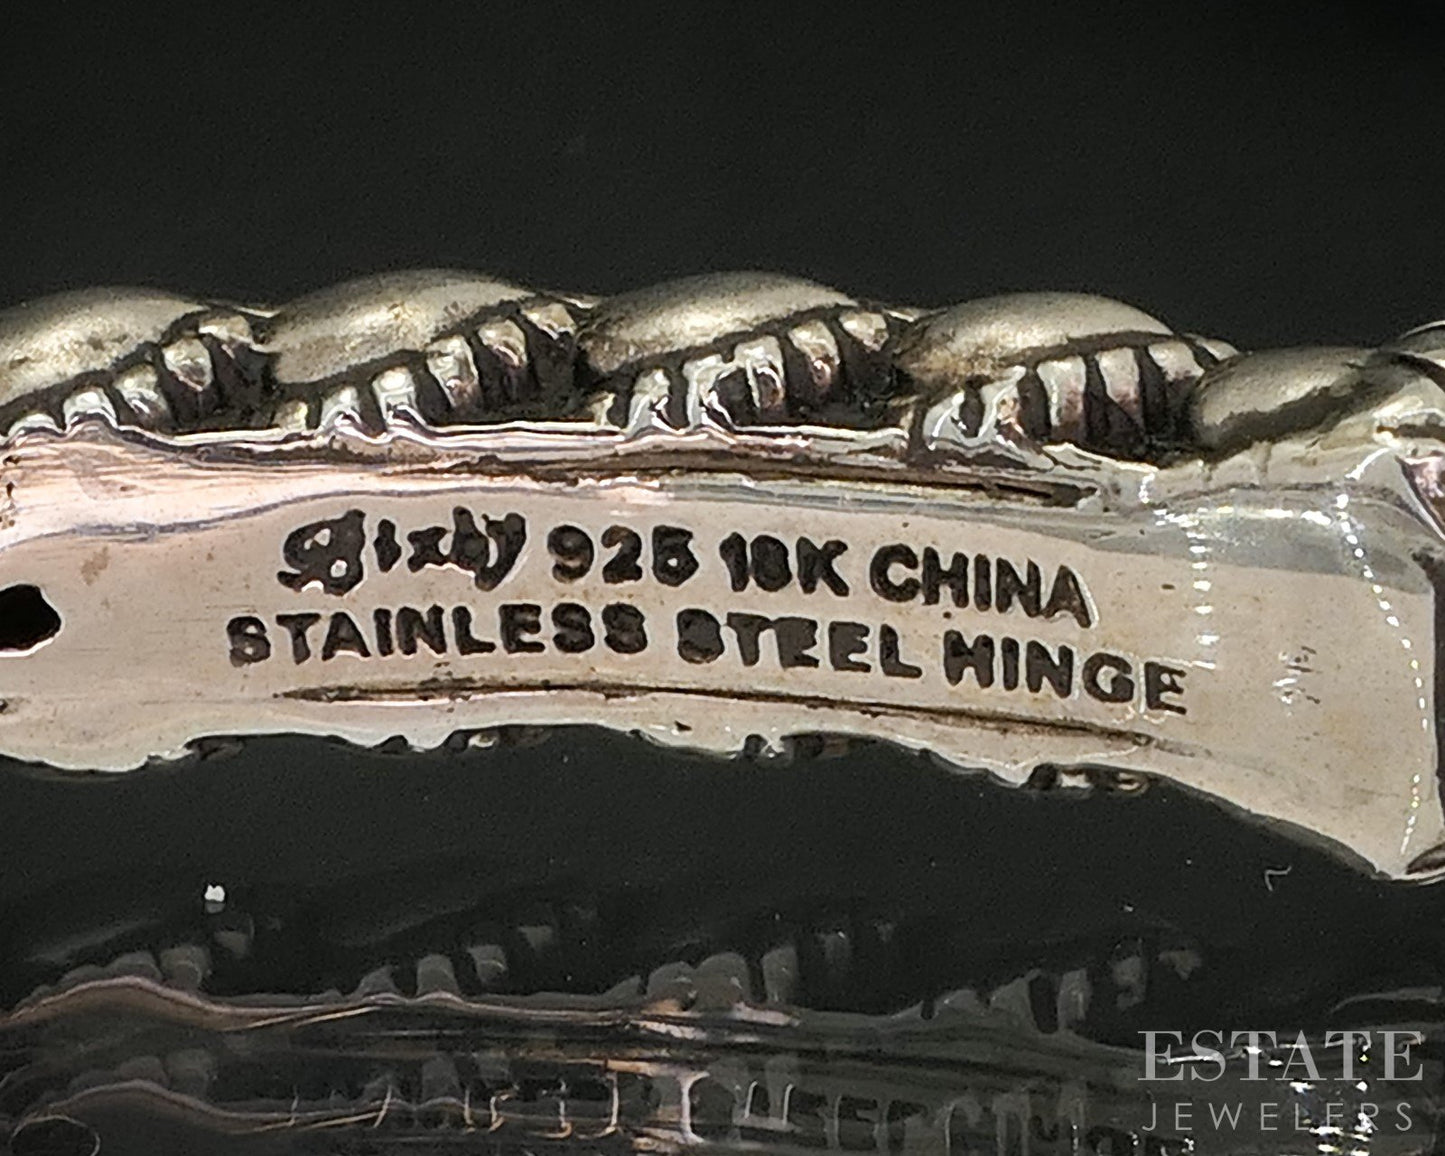 Bixby 925 18K CHINA
STAINLESS STEEL HINGE
ESTATE
JEWELERS